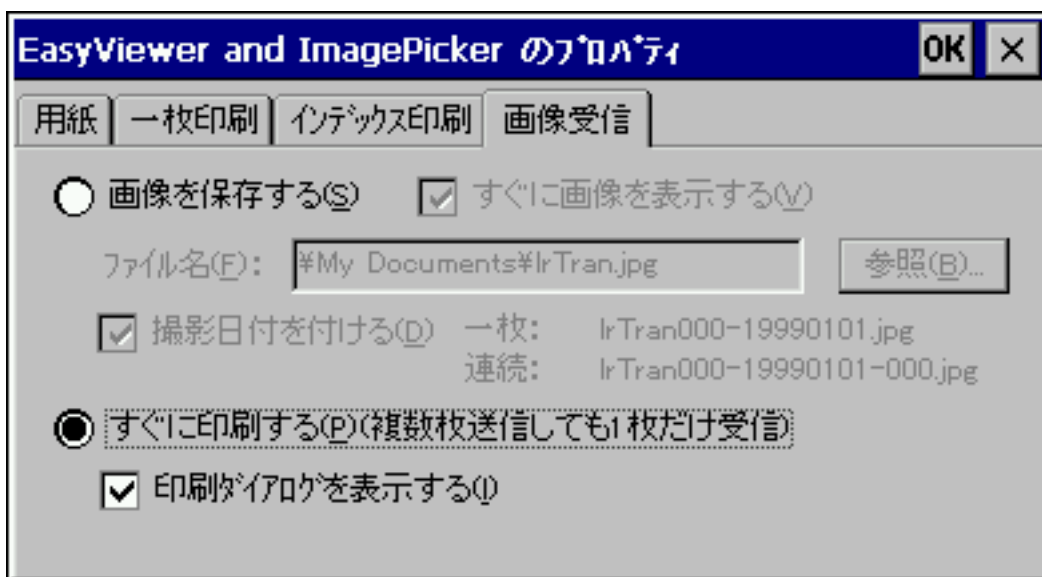 EasyViewer and ImagePicker のﾌﾟﾛﾊﾟﾃｨ OK ×
用紙 一枚印刷 ｲﾝﾃﾞｯｸｽ印刷 画像受信
画像を保存する(S) すぐに画像を表示する(V)
ﾌｧｲﾙ名(F): ¥My Documents¥IrTran.jpg 参照(B)...
撮影日付を付ける(D) 一枚: IrTran000-19990101.jpg
連続: IrTran000-19990101-000.jpg
すぐに印刷する(P)(複数枚送信しても1枚だけ受信)
印刷ﾀﾞｲｱﾛｸﾞを表示する(I)